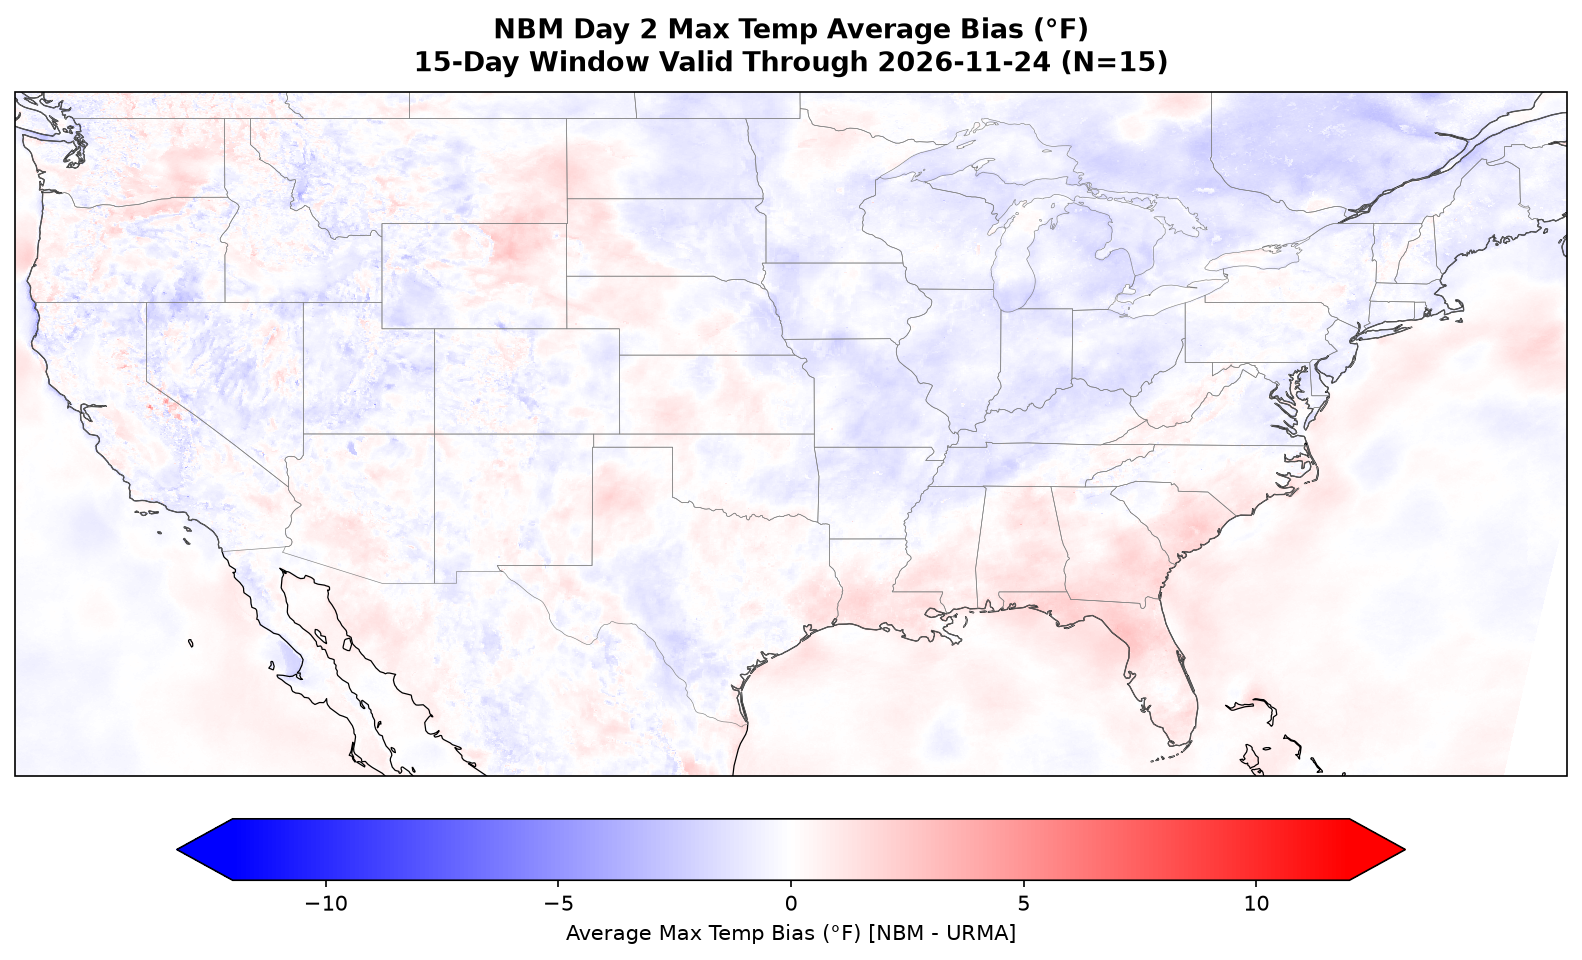 NBM Day 2 Max Temp Average Bias (°F)
15-Day Window Valid Through 2026-11-24 (N=15)
−10 −5 0 5 10
Average Max Temp Bias (°F) [NBM - URMA]